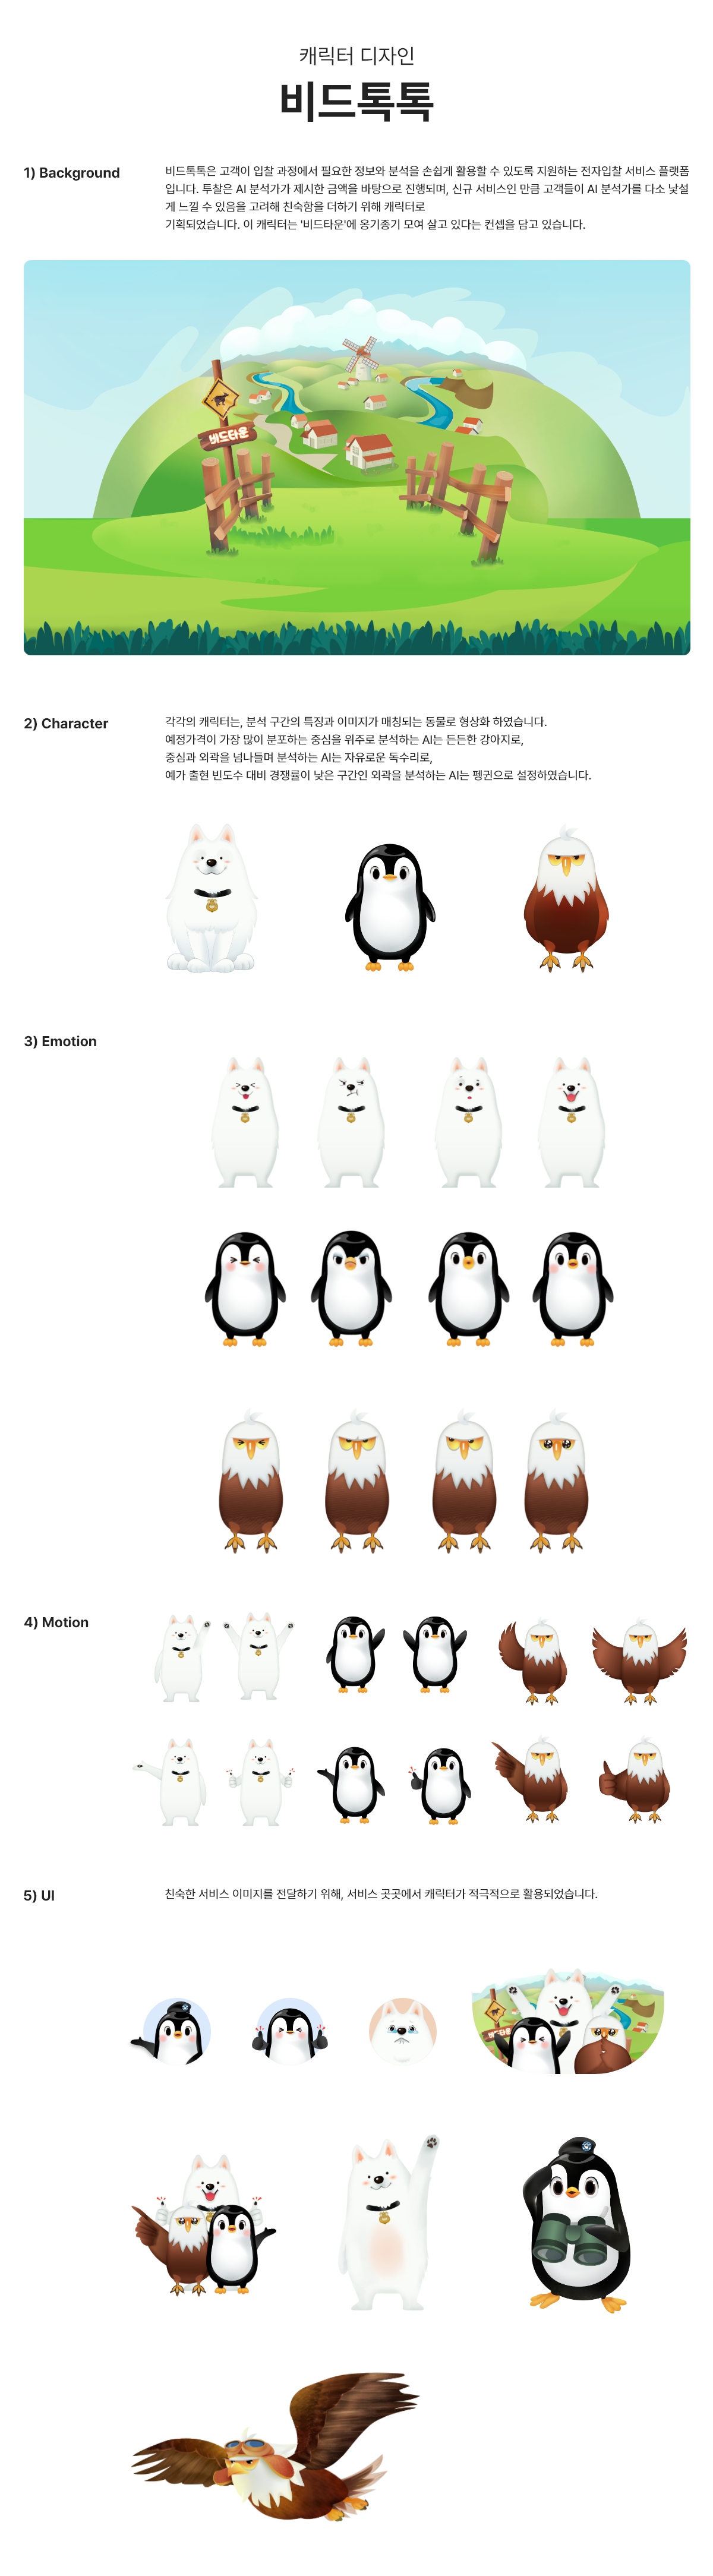 캐릭터 디자인
비드톡톡
1) Background
비드톡톡은 고객이 입찰 과정에서 필요한 정보와 분석을 손쉽게 활용할 수 있도록 지원하는 전자입찰 서비스 플랫폼
입니다. 투찰은 AI 분석가가 제시한 금액을 바탕으로 진행되며, 신규 서비스인 만큼 고객들이 AI 분석가를 다소 낯설
게 느낄 수 있음을 고려해 친숙함을 더하기 위해 캐릭터로
기획되었습니다. 이 캐릭터는 '비드타운'에 옹기종기 모여 살고 있다는 컨셉을 담고 있습니다.
비드타운
2) Character
각각의 캐릭터는, 분석 구간의 특징과 이미지가 매칭되는 동물로 형상화 하였습니다.
예정가격이 가장 많이 분포하는 중심을 위주로 분석하는 AI는 든든한 강아지로,
중심과 외곽을 넘나들며 분석하는 AI는 자유로운 독수리로,
예가 출현 빈도수 대비 경쟁률이 낮은 구간인 외곽을 분석하는 AI는 펭귄으로 설정하였습니다.
3) Emotion
4) Motion
5) UI
친숙한 서비스 이미지를 전달하기 위해, 서비스 곳곳에서 캐릭터가 적극적으로 활용되었습니다.